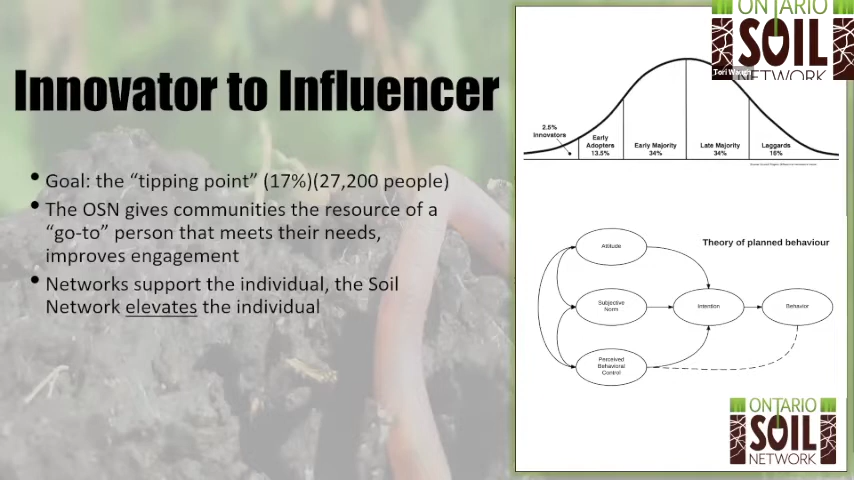 Innovator to Influencer
• Goal: the “tipping point” (17%)(27,200 people)
• The OSN gives communities the resource of a
“go-to” person that meets their needs,
improves engagement
• Networks support the individual, the Soil
Network elevates the individual
ONTARIO
SOIL
NETWORK
Tori Waugh
2.5%
Innovators
Early
Adopters
13.5%
Early Majority
34%
Late Majority
34%
Laggards
16%
Theory of planned behaviour
Attitude
Subjective
Norm
Intention
Behavior
Perceived
Behavioral
Control
ONTARIO
SOIL
NETWORK